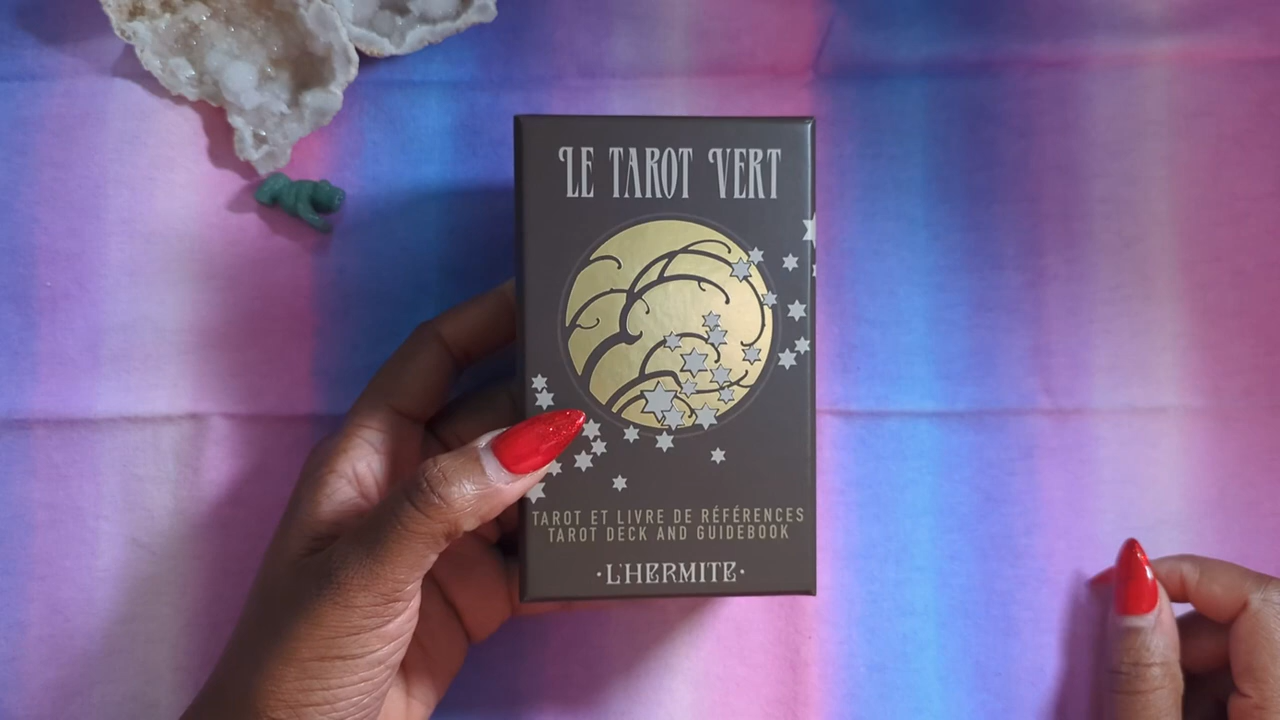 LE TAROT VERT
TAROT ET LIVRE DE RÉFÉRENCES
TAROT DECK AND GUIDEBOOK
·L'HERMITE·